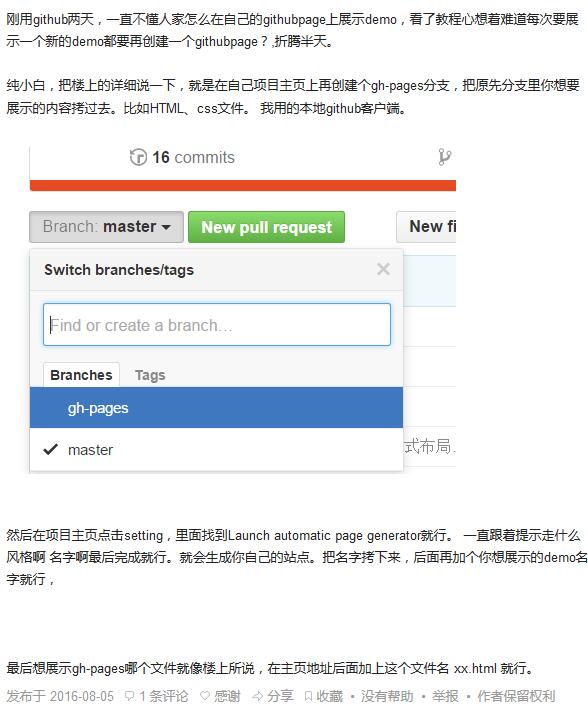 刚用github两天，一直不懂人家怎么在自己的githubpage上展示demo，看了教程心想着难道每次要展
示一个新的demo都要再创建一个githubpage？,折腾半天。
纯小白，把楼上的详细说一下，就是在自己项目主页上再创建个gh-pages分支，把原先分支里你想要
展示的内容拷过去。比如HTML、css文件。 我用的本地github客户端。
16 commits
Branch: master New pull request New fi
Switch branches/tags
Find or create a branch...
Branches Tags
gh-pages
master
式布局.
然后在项目主页点击setting，里面找到Launch automatic page generator就行。 一直跟着提示走什么
风格啊 名字啊最后完成就行。就会生成你自己的站点。把名字拷下来，后面再加个你想展示的demo名
字就行，
最后想展示gh-pages哪个文件就像楼上所说，在主页地址后面加上这个文件名 xx.html 就行。
发布于 2016-08-05 1 条评论 感谢 分享 收藏 • 没有帮助 • 举报 • 作者保留权利